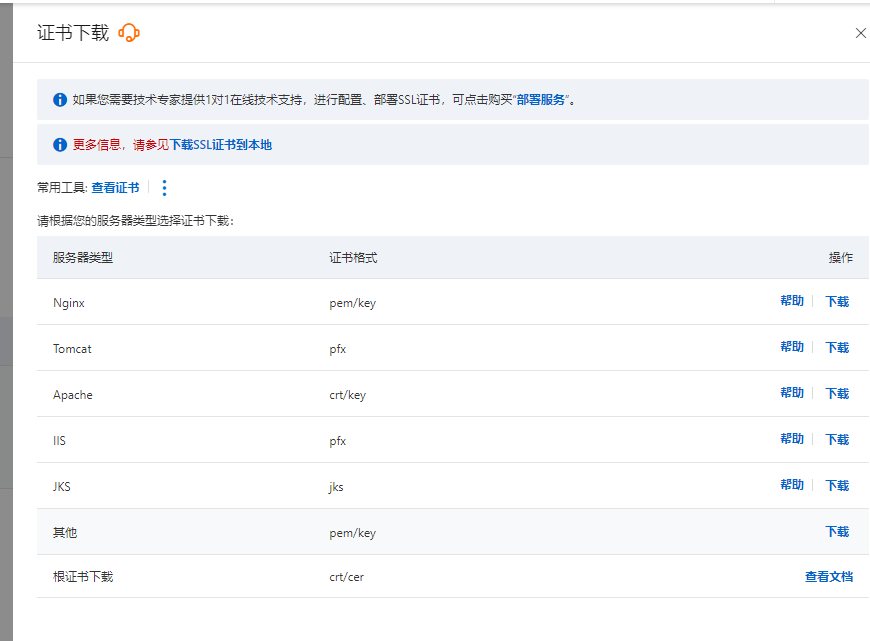 证书下载
如果您需要技术专家提供1对1在线技术支持，进行配置、部署SSL证书，可点击购买“部署服务”。
更多信息，请参见下载SSL证书到本地
常用工具: 查看证书
请根据您的服务器类型选择证书下载：
服务器类型 证书格式 操作
Nginx pem/key 帮助 下载
Tomcat pfx 帮助 下载
Apache crt/key 帮助 下载
IIS pfx 帮助 下载
JKS jks 帮助 下载
其他 pem/key 下载
根证书下载 crt/cer 查看文档